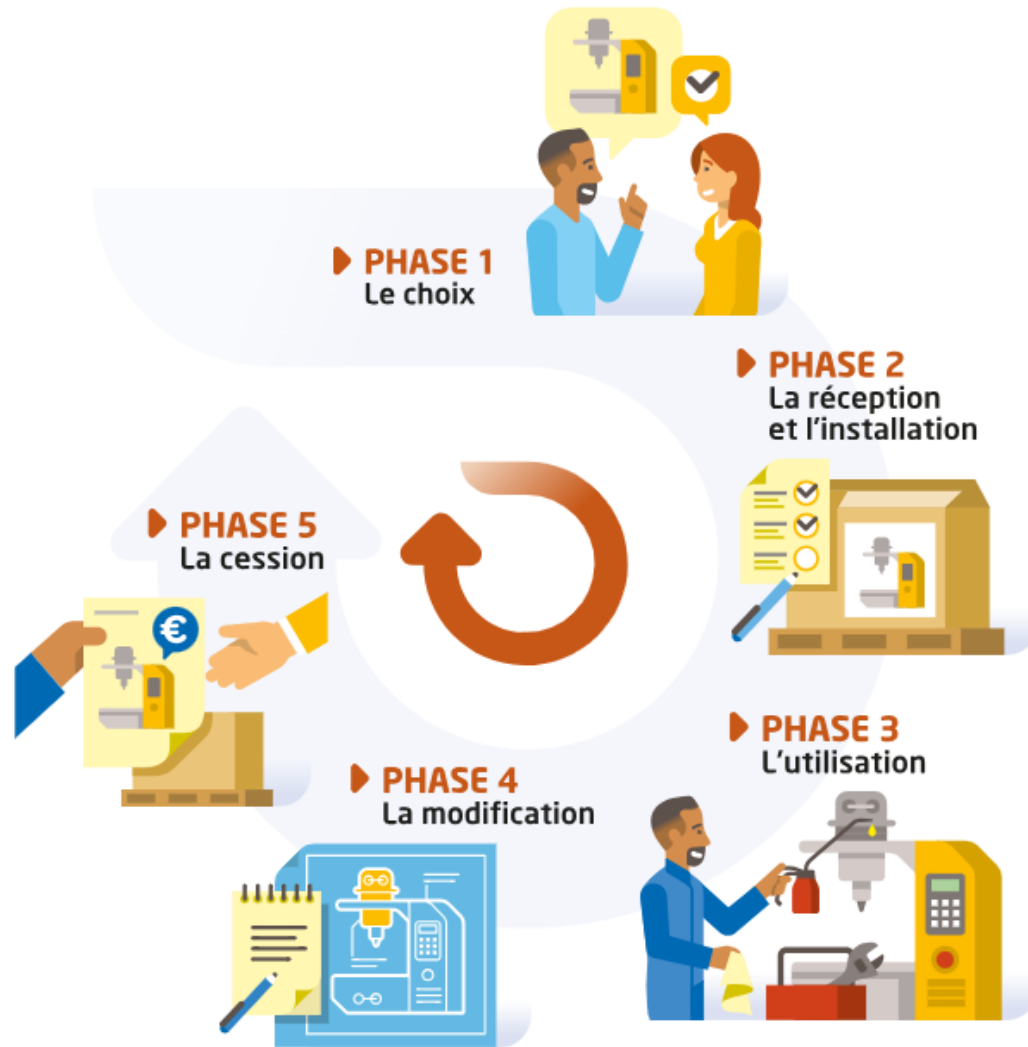 PHASE 1
Le choix
PHASE 2
La réception
et l'installation
PHASE 3
L'utilisation
PHASE 4
La modification
PHASE 5
La cession
€